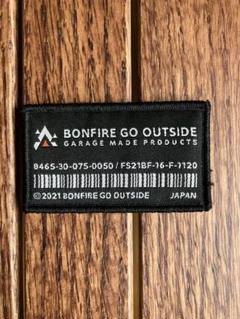 BONFIRE GO OUTSIDE
GARAGE MADE PRODUCTS
8465-30-075-0050 / FS21BF-16-F-1120
©2021 BONFIRE GO OUTSIDE JAPAN